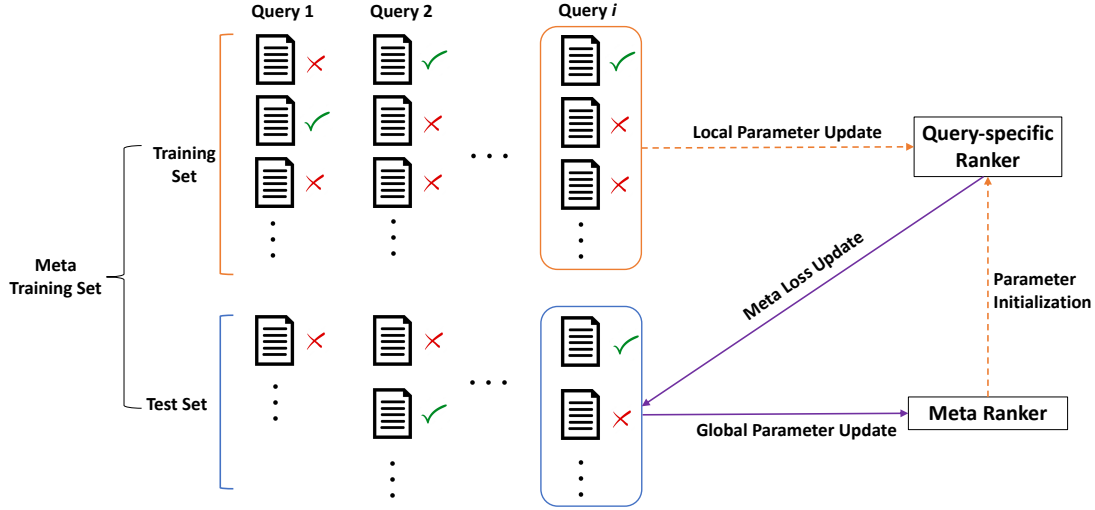 Query 1
Query 2
Query i
Training
Set
Meta
Training Set
Test Set
Local Parameter Update
Query-specific
Ranker
Meta Loss Update
Parameter
Initialization
Global Parameter Update
Meta Ranker